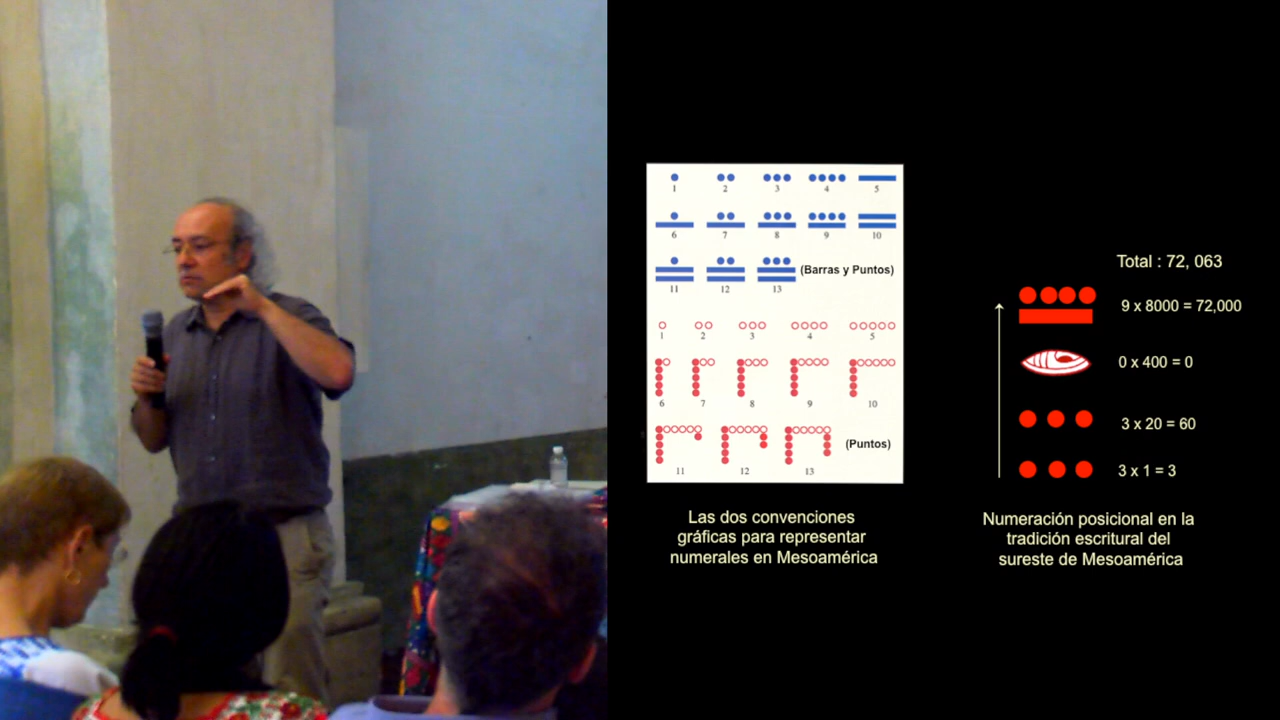 1 2 3 4 5
6 7 8 9 10
(Barras y Puntos)
11 12 13
1 2 3 4 5
6 7 8 9 10
(Puntos)
11 12 13
Las dos convenciones
gráficas para representar
numerales en Mesoamérica
Total : 72, 063
9 x 8000 = 72,000
0 x 400 = 0
3 x 20 = 60
3 x 1 = 3
Numeración posicional en la
tradición escritural del
sureste de Mesoamérica